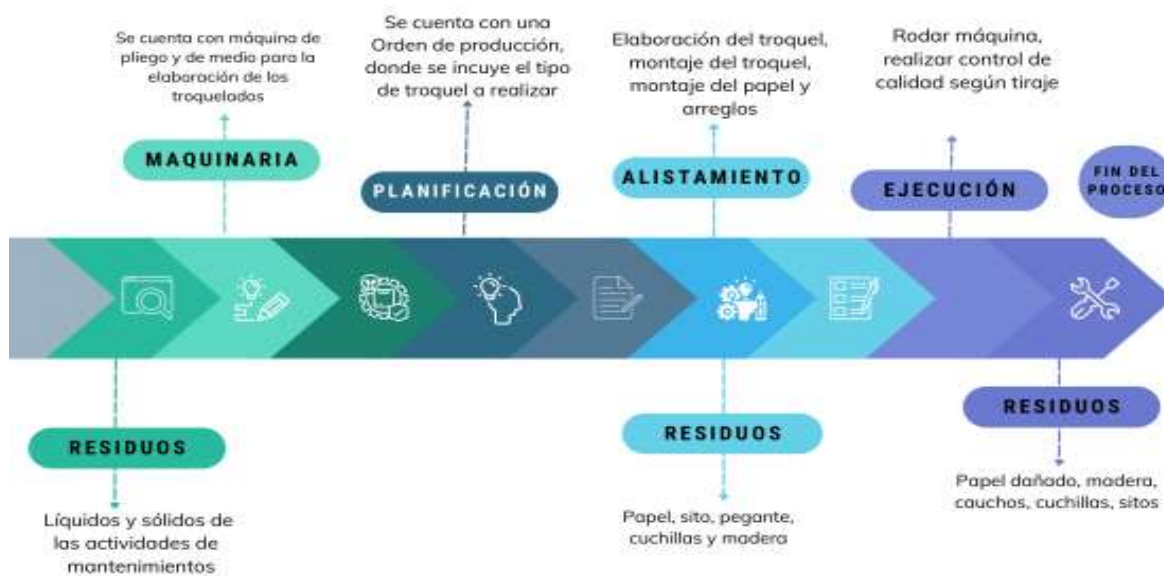 Se cuenta con máquina de
pliego y de medio para la
elaboración de los
troquelados
MAQUINARIA
Se cuenta con una
Orden de producción,
donde se incuye el tipo
de troquel a realizar
PLANIFICACIÓN
Elaboración del troquel,
montaje del troquel,
montaje del papel y
arreglos
ALISTAMIENTO
Rodar máquina,
realizar control de
calidad según tiraje
EJECUCIÓN
FIN DEL
PROCESO
RESIDUOS
Líquidos y sólidos de
las actividades de
mantenimientos
RESIDUOS
Papel, sito, pegante,
cuchillas y madera
RESIDUOS
Papel dañado, madera,
cauchos, cuchillas, sitos